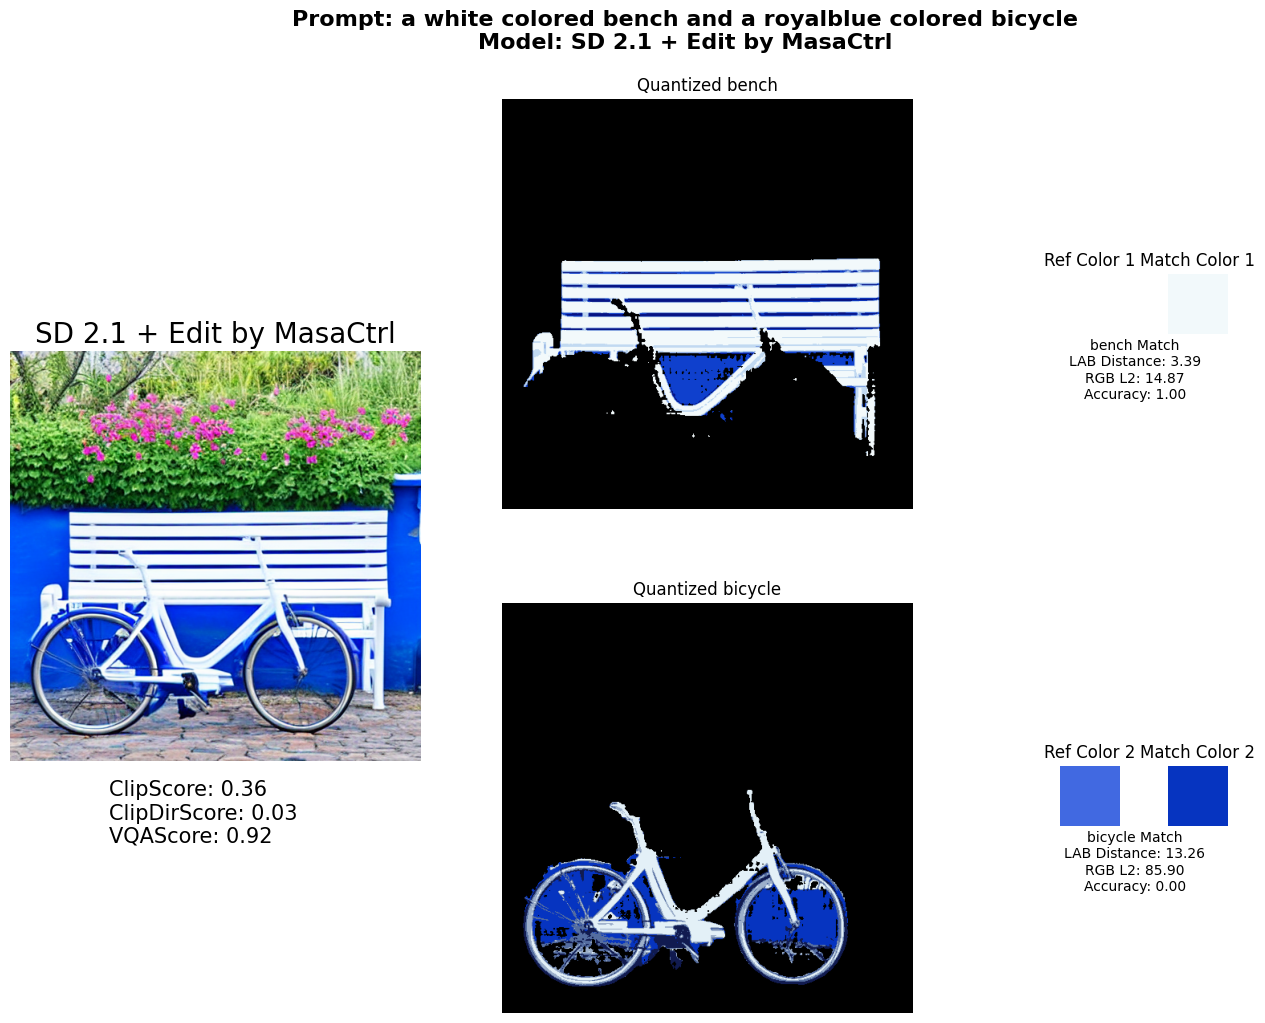 Prompt: a white colored bench and a royalblue colored bicycle
Model: SD 2.1 + Edit by MasaCtrl
Quantized bench
Ref Color 1 Match Color 1
bench Match
LAB Distance: 3.39
RGB L2: 14.87
Accuracy: 1.00
SD 2.1 + Edit by MasaCtrl
ClipScore: 0.36
ClipDirScore: 0.03
VQAScore: 0.92
Quantized bicycle
Ref Color 2 Match Color 2
bicycle Match
LAB Distance: 13.26
RGB L2: 85.90
Accuracy: 0.00